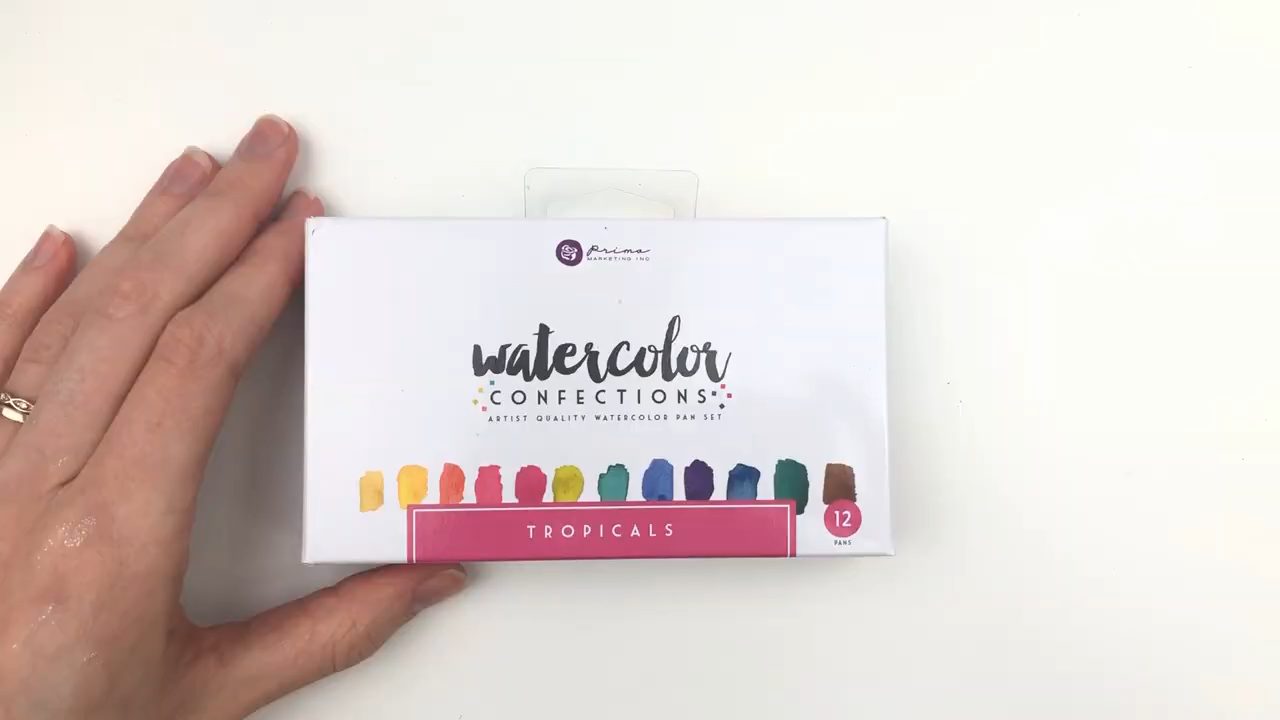 Prima
MARKETING INC
watercolor
CONFECTIONS
ARTIST QUALITY WATERCOLOR PAN SET
TROPICALS
12
PANS